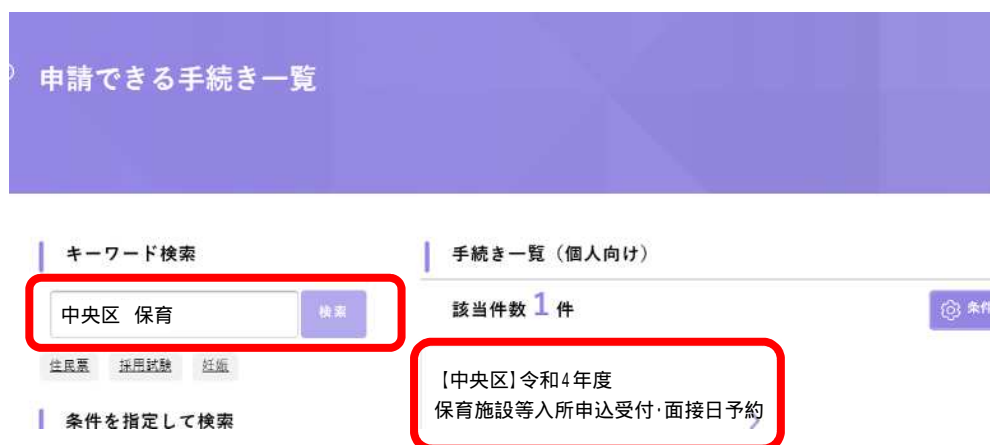 申請できる手続き一覧
キーワード検索
中央区 保育
検索
住民票 採用試験 妊娠
条件を指定して検索
手続き一覧（個人向け）
該当件数 1 件
条件
【中央区】令和4年度
保育施設等入所申込受付・面接日予約